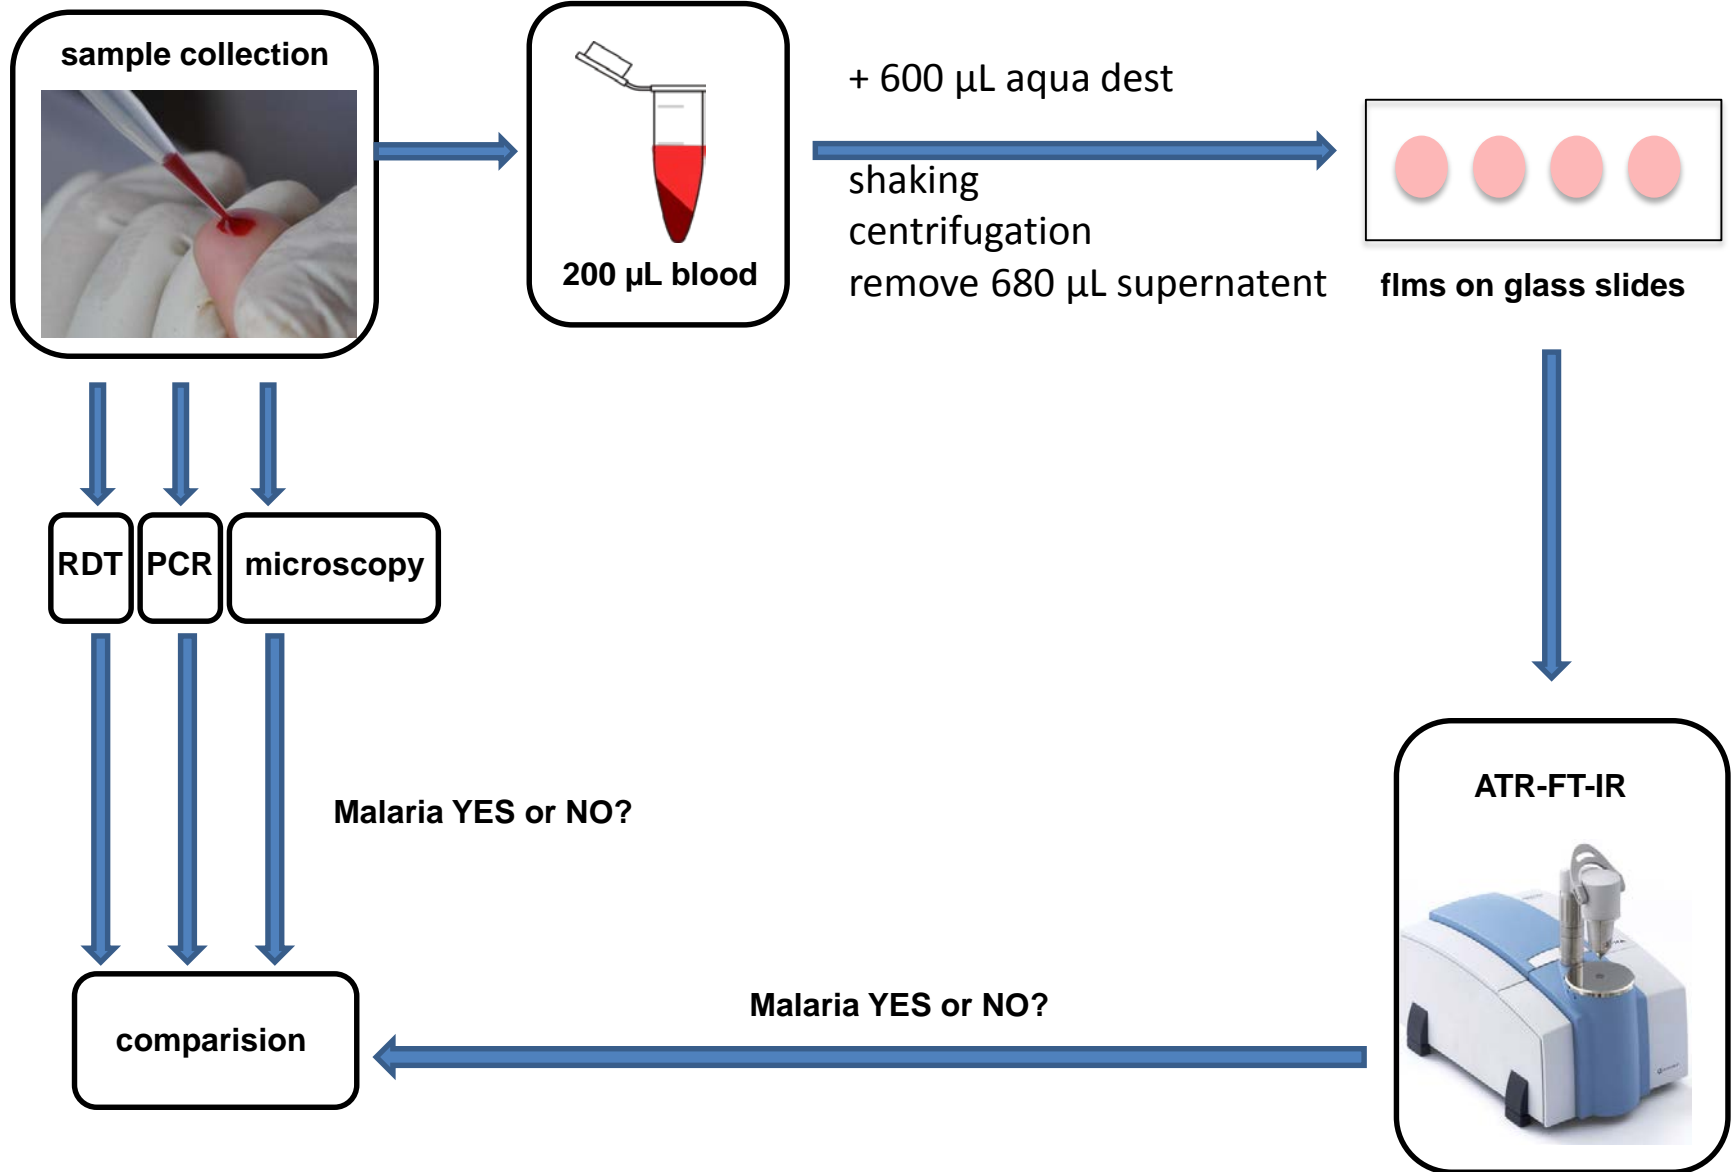 sample collection
200 µL blood
+ 600 µL aqua dest
shaking
centrifugation
remove 680 µL supernatent
flms on glass slides
RDT
PCR
microscopy
Malaria YES or NO?
ATR-FT-IR
Malaria YES or NO?
comparision